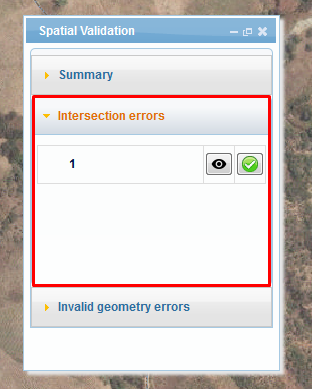 Spatial Validation
Summary
Intersection errors
1
Invalid geometry errors